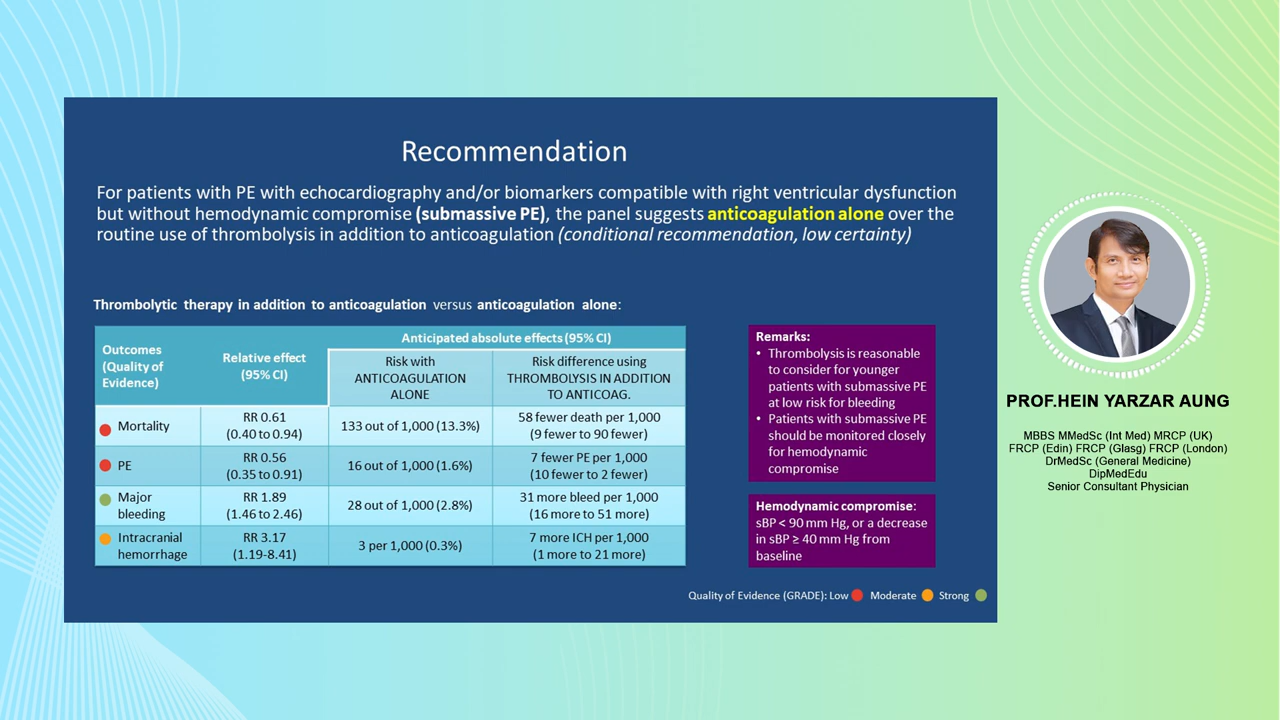 Recommendation
For patients with PE with echocardiography and/or biomarkers compatible with right ventricular dysfunction
but without hemodynamic compromise (submassive PE), the panel suggests anticoagulation alone over the
routine use of thrombolysis in addition to anticoagulation (conditional recommendation, low certainty)
Thrombolytic therapy in addition to anticoagulation versus anticoagulation alone:
Outcomes
(Quality of
Evidence)
Relative effect
(95% CI)
Anticipated absolute effects (95% CI)
Risk with
ANTICOAGULATION
ALONE
Risk difference using
THROMBOLYSIS IN ADDITION
TO ANTICOAG.
Mortality
RR 0.61
(0.40 to 0.94)
133 out of 1,000 (13.3%)
58 fewer death per 1,000
(9 fewer to 90 fewer)
PE
RR 0.56
(0.35 to 0.91)
16 out of 1,000 (1.6%)
7 fewer PE per 1,000
(10 fewer to 2 fewer)
Major
bleeding
RR 1.89
(1.46 to 2.46)
28 out of 1,000 (2.8%)
31 more bleed per 1,000
(16 more to 51 more)
Intracranial
hemorrhage
RR 3.17
(1.19-8.41)
3 per 1,000 (0.3%)
7 more ICH per 1,000
(1 more to 21 more)
Remarks:
• Thrombolysis is reasonable
to consider for younger
patients with submassive PE
at low risk for bleeding
• Patients with submassive PE
should be monitored closely
for hemodynamic
compromise
Hemodynamic compromise:
sBP < 90 mm Hg, or a decrease
in sBP ≥ 40 mm Hg from
baseline
Quality of Evidence (GRADE): Low Moderate Strong
PROF.HEIN YARZAR AUNG
MBBS MMedSc (Int Med) MRCP (UK)
FRCP (Edin) FRCP (Glasg) FRCP (London)
DrMedSc (General Medicine)
DipMedEdu
Senior Consultant Physician